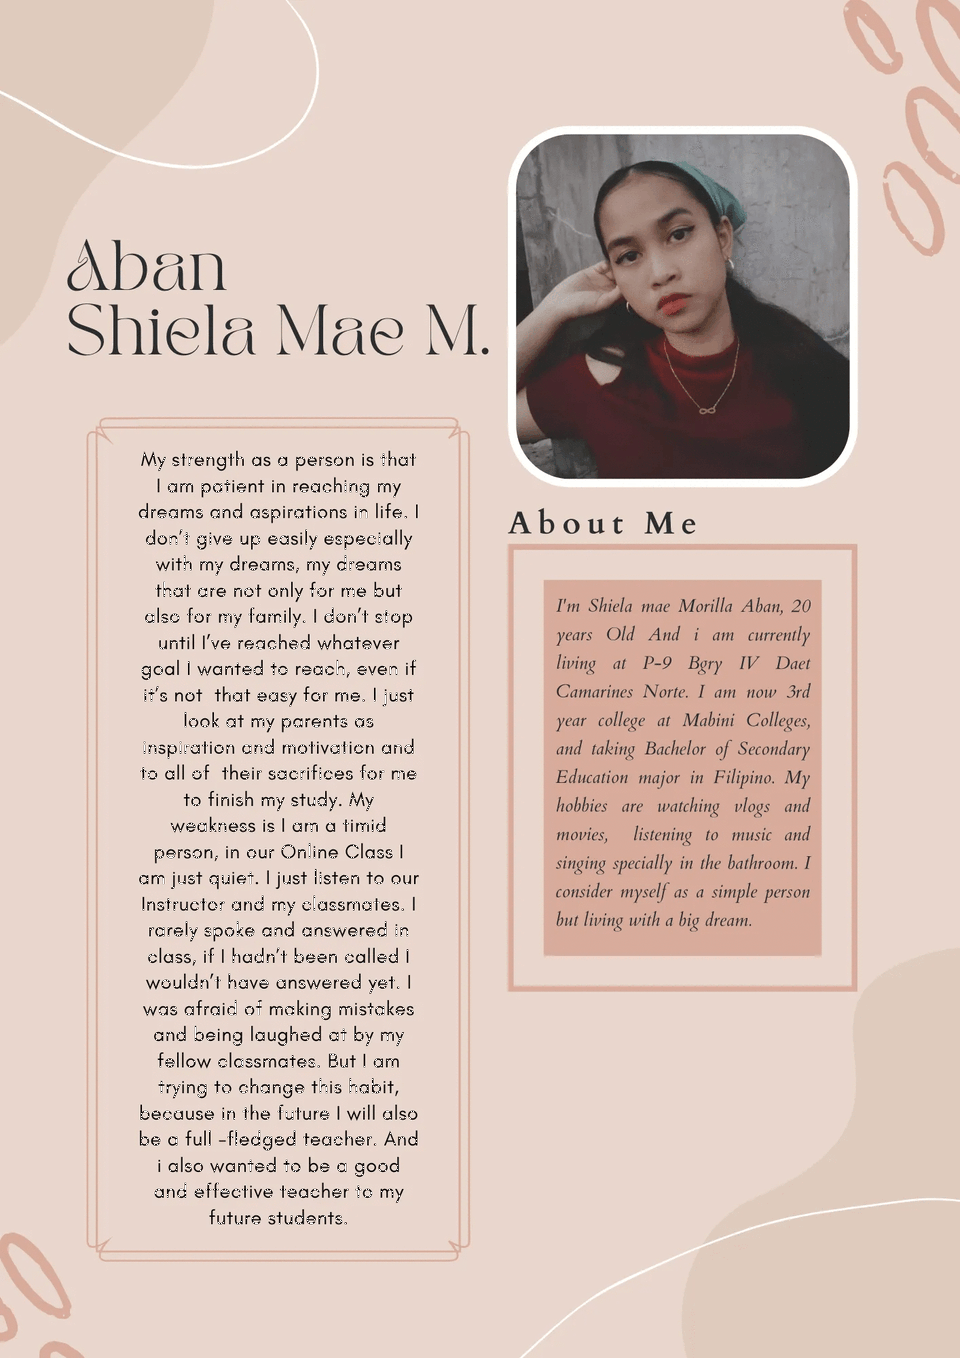 Aban
Shiela Mae M.
My strength as a person is that
I am patient in reaching my
dreams and aspirations in life. I
don't give up easily especially
with my dreams, my dreams
that are not only for me but
also for my family. I don't stop
until I've reached whatever
goal I wanted to reach, even if
it's not  that easy for me. I just
look at my parents as
inspiration and motivation and
to all of  their sacrifices for me
to finish my study. My
weakness is I am a timid
person, in our Online Class I
am just quiet. I just listen to our
Instructor and my classmates. I
rarely spoke and answered in
class, if I hadn't been called I
wouldn't have answered yet. I
was afraid of making mistakes
and being laughed at by my
fellow classmates. But I am
trying to change this habit,
because in the future I will also
be a full -fledged teacher. And
i also wanted to be a good
and effective teacher to my
future students.
About Me
I'm Shiela mae Morilla Aban, 20
years Old And i am currently
living at P-9 Bgry IV Daet
Camarines Norte. I am now 3rd
year college at Mabini Colleges,
and taking Bachelor of Secondary
Education major in Filipino. My
hobbies are watching vlogs and
movies,  listening to music and
singing specially in the bathroom. I
consider myself as a simple person
but living with a big dream.